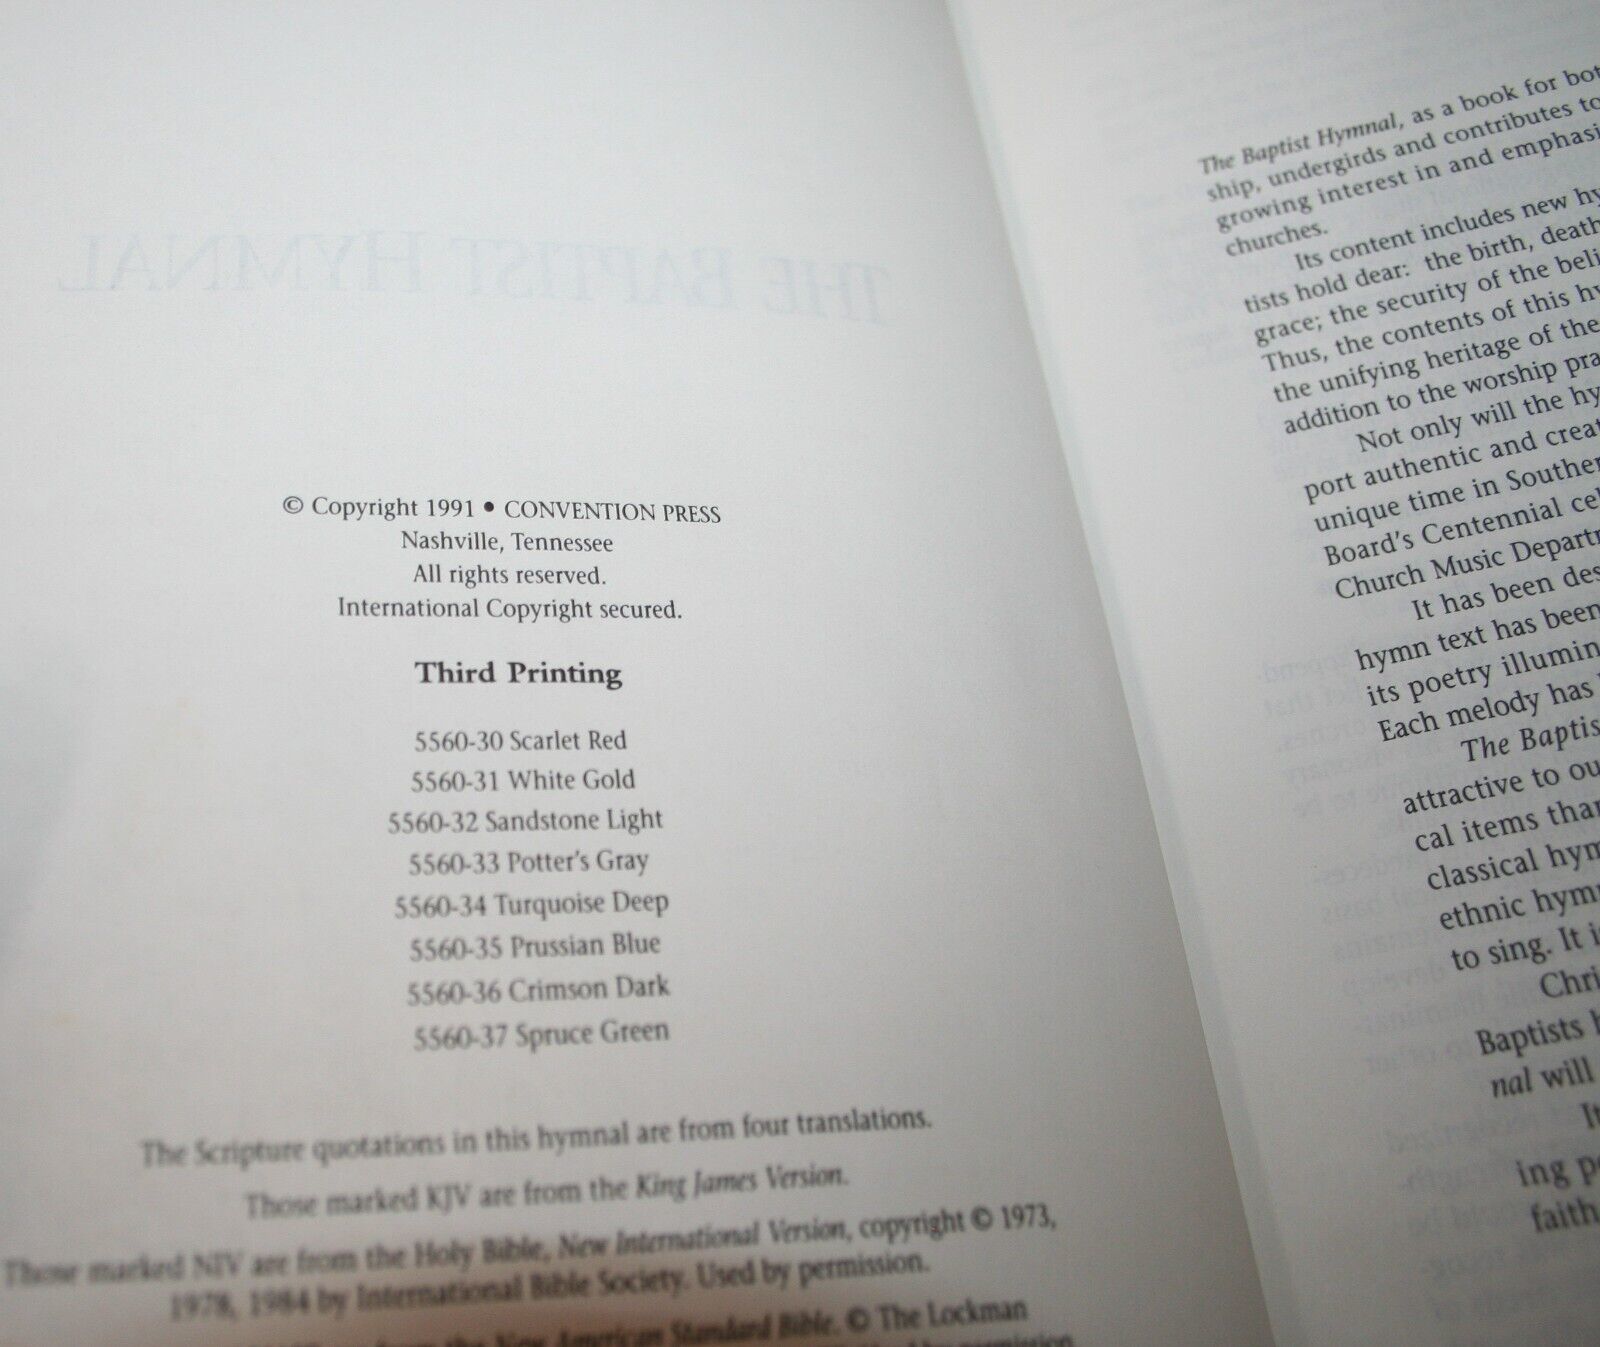 THE BAPTIST HYMNAL
© Copyright 1991 • CONVENTION PRESS
Nashville, Tennessee
All rights reserved.
International Copyright secured.
Third Printing
5560-30 Scarlet Red
5560-31 White Gold
5560-32 Sandstone Light
5560-33 Potter's Gray
5560-34 Turquoise Deep
5560-35 Prussian Blue
5560-36 Crimson Dark
5560-37 Spruce Green
The Scripture quotations in this hymnal are from four translations.
Those marked KJV are from the King James Version.
Those marked NIV are from the Holy Bible, New International Version, copyright © 1973,
1978, 1984 by International Bible Society. Used by permission.
from the New American Standard Bible. © The Lockman
by permission.
The Baptist Hymnal, as a book for bot
ship, undergirds and contributes to
growing interest in and emphasi
churches.
Its content includes new hy
tists hold dear: the birth, death
grace; the security of the beli
Thus, the contents of this hy
the unifying heritage of the
addition to the worship pra
Not only will the hy
port authentic and creat
unique time in Souther
Board's Centennial cel
Church Music Departr
It has been des
hymn text has been
its poetry illumin
Each melody has
The Baptis
attractive to ou
cal items than
classical hym
ethnic hym
to sing. It i
Chri
Baptists h
nal will
It
ing p
faith